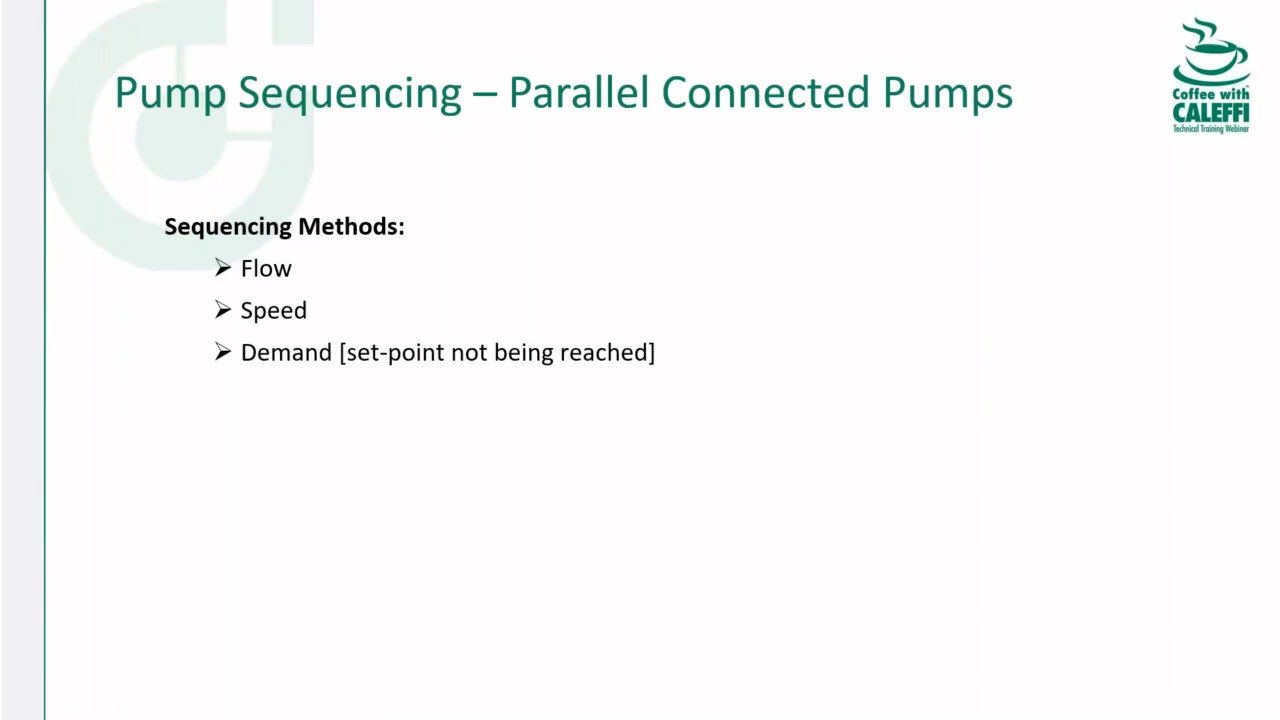 Pump Sequencing – Parallel Connected Pumps
Coffee with
CALEFFI
Technical Training Webinar
Sequencing Methods:
➢ Flow
➢ Speed
➢ Demand [set-point not being reached]